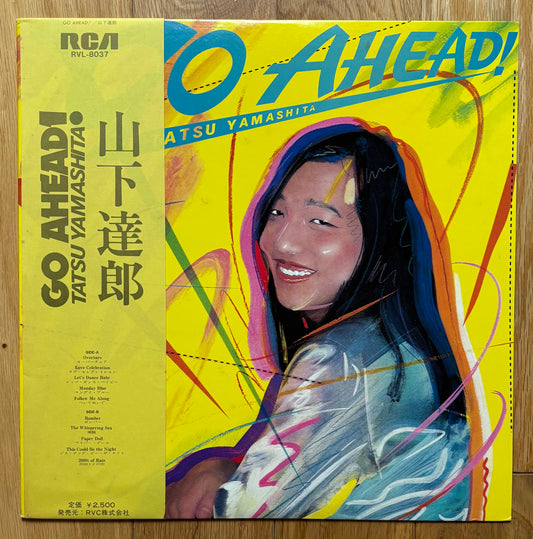 GO AHEAD! / 山下達郎
RCA
RVL-8037
GO AHEAD!
TATSU YAMASHITA
山下達郎
SIDE-A
Overture
Love Celebration
Let's Dance Baby
Monday Blue
Follow Me Along
SIDE-B
Bomber
The Whispering Sea
Paper Doll
This Could Be the Night
2000t of Rain
定価 ¥2,500
発売元:RVC株式会社
O AHEAD!
ATSU YAMASHITA